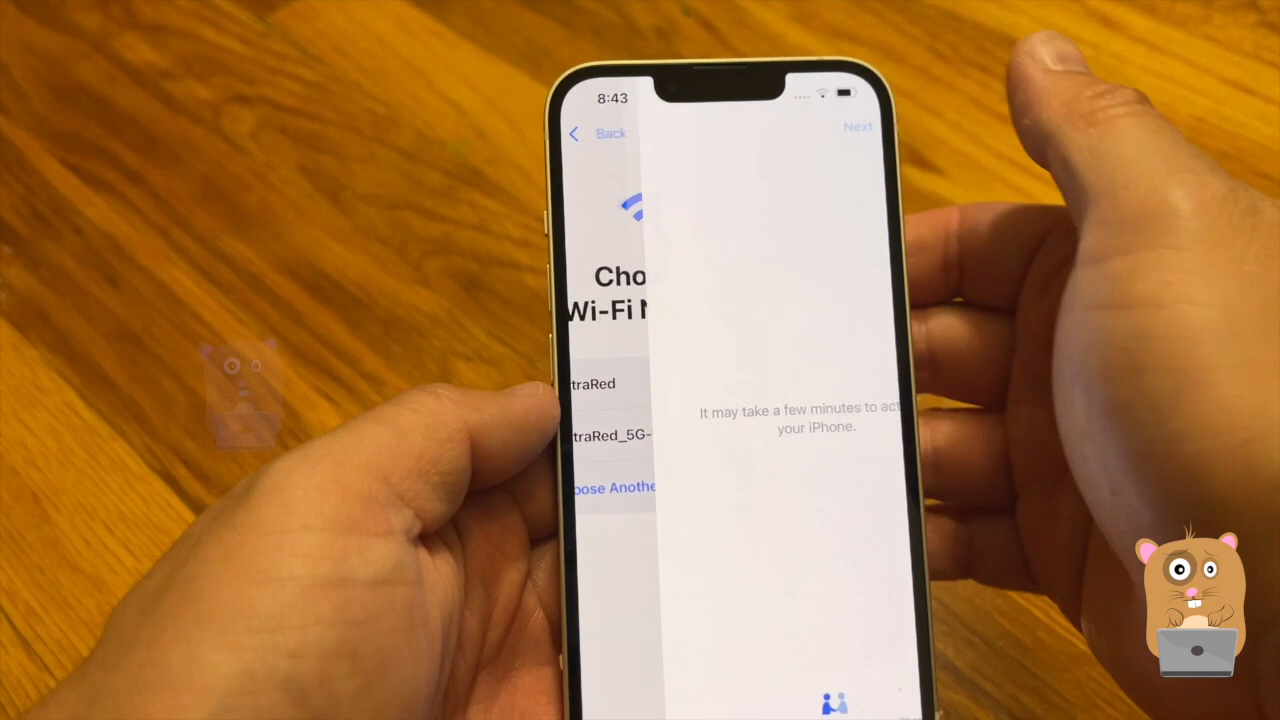 8:43
Back
Next
Cho
Wi-Fi N
traRed
traRed_5G-
oose Anothe
It may take a few minutes to act
your iPhone.